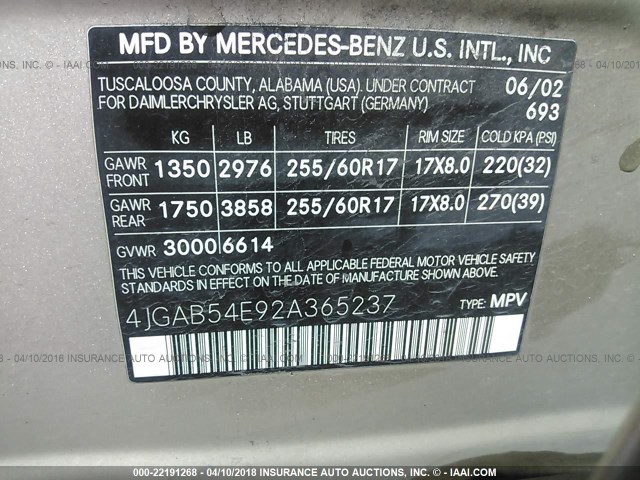 MFD BY MERCEDES-BENZ U.S. INTL., INC
TUSCALOOSA COUNTY, ALABAMA (USA). UNDER CONTRACT 06/02
FOR DAIMLERCHRYSLER AG, STUTTGART (GERMANY) 693
KG LB TIRES RIM SIZE COLD KPA (PSI)
GAWR FRONT 1350 2976 255/60R17 17X8.0 220(32)
GAWR REAR 1750 3858 255/60R17 17X8.0 270(39)
GVWR 3000 6614
THIS VEHICLE CONFORMS TO ALL APPLICABLE FEDERAL MOTOR VEHICLE SAFETY
STANDARDS IN EFFECT ON THE DATE OF MANUFACTURE SHOWN ABOVE.
4JGAB54E92A365237 TYPE: MPV
000-22191268 - 04/10/2018 INSURANCE AUTO AUCTIONS, INC. - © IAAI.COM